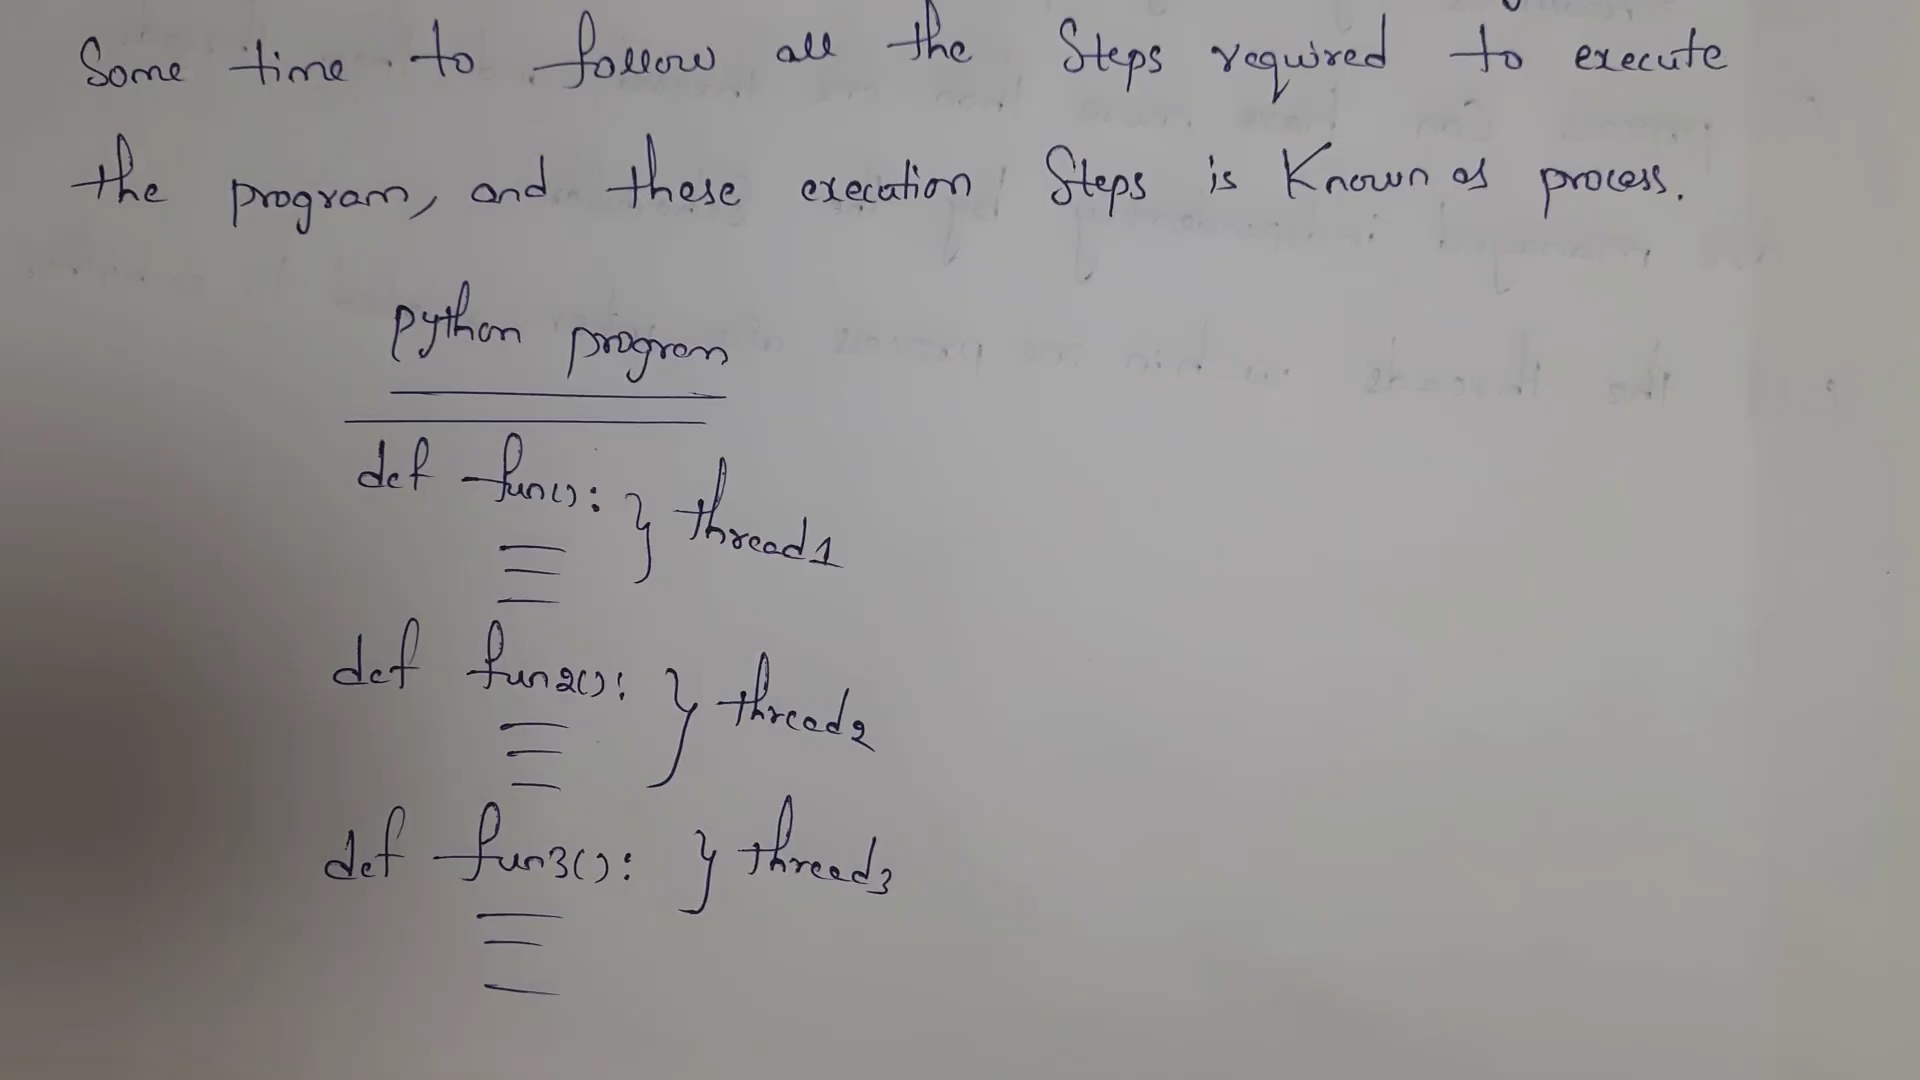 Some time to follow all the Steps required to execute
the program, and these execution Steps is Known as process.
python program
def fun():
} thread1
def fun2():
} thread2
def fun3(): } thread3